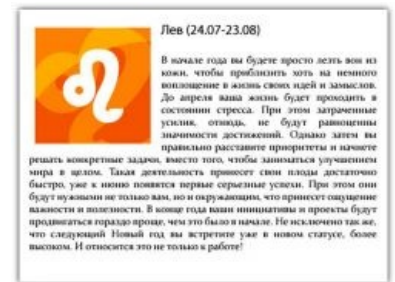 Лев (24.07-23.08)
В начале года вы будете просто лезть вон из
кожи, чтобы приблизить хоть на немного
воплощение в жизнь своих идей и замыслов.
До апреля ваша жизнь будет проходить в
состоянии стресса. При этом затраченные
усилия, отнюдь, не будут равноценны
значимости достижений. Однако затем вы
правильно расставите приоритеты и начнете
решать конкретные задачи, вместо того, чтобы заниматься улучшением
мира в целом. Такая деятельность принесет свои плоды достаточно
быстро, уже к июню появятся первые серьезные успехи. При этом они
будут нужными не только вам, но и окружающим, что принесет ощущение
важности и полезности. В конце года ваши инициативы и проекты будут
продвигаться гораздо проще, чем это было в начале. Не исключено так же,
что следующий Новый год вы встретите уже в новом статусе, более
высоком. И относится это не только к работе!